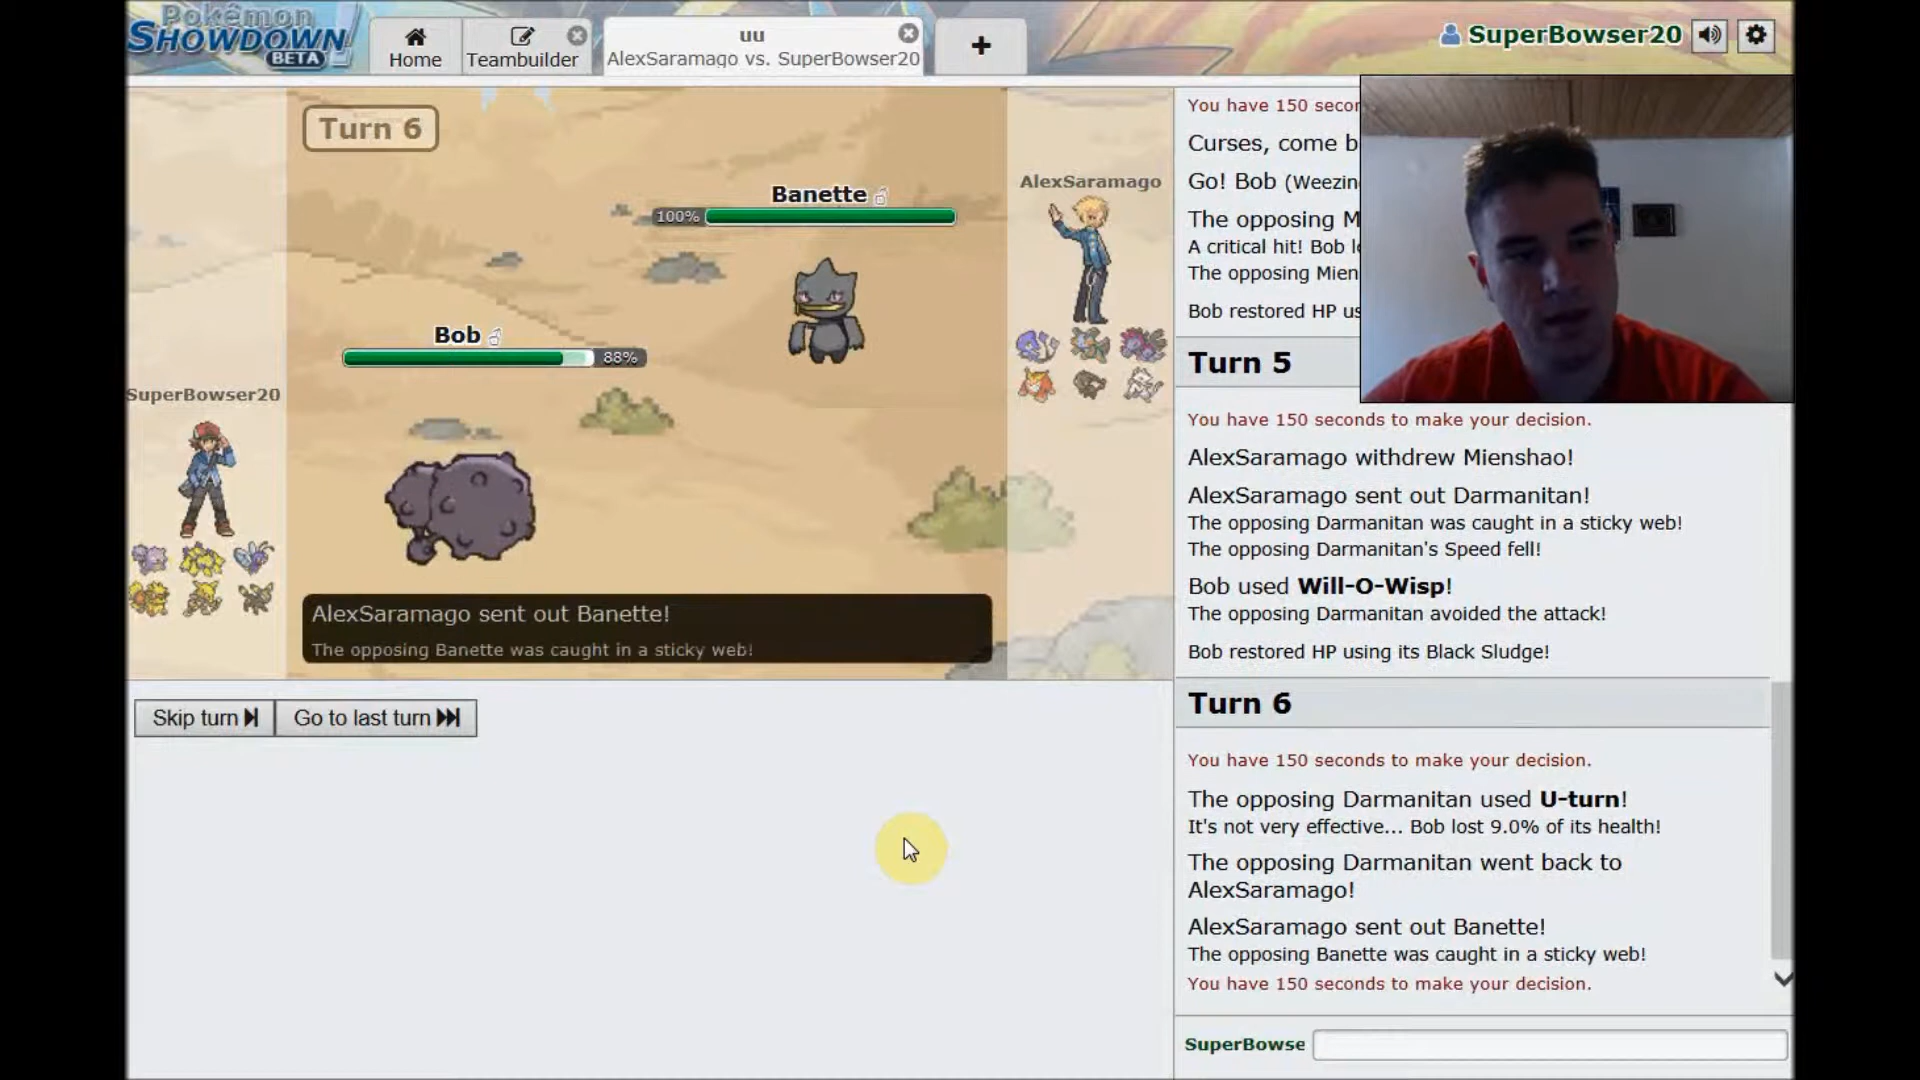 Pokémon
SHOWDOWN!
BETA
Home
Teambuilder
uu
AlexSaramago vs. SuperBowser20
+
SuperBowser20
Turn 6
Banette
100%
Bob
88%
AlexSaramago
SuperBowser20
AlexSaramago sent out Banette!
The opposing Banette was caught in a sticky web!
Skip turn
Go to last turn
You have 150 secon
Curses, come b
Go! Bob (Weezin
The opposing M
A critical hit! Bob l
The opposing Mien
Bob restored HP us
Turn 5
You have 150 seconds to make your decision.
AlexSaramago withdrew Mienshao!
AlexSaramago sent out Darmanitan!
The opposing Darmanitan was caught in a sticky web!
The opposing Darmanitan's Speed fell!
Bob used Will-O-Wisp!
The opposing Darmanitan avoided the attack!
Bob restored HP using its Black Sludge!
Turn 6
You have 150 seconds to make your decision.
The opposing Darmanitan used U-turn!
It's not very effective... Bob lost 9.0% of its health!
The opposing Darmanitan went back to
AlexSaramago!
AlexSaramago sent out Banette!
The opposing Banette was caught in a sticky web!
You have 150 seconds to make your decision.
SuperBowse